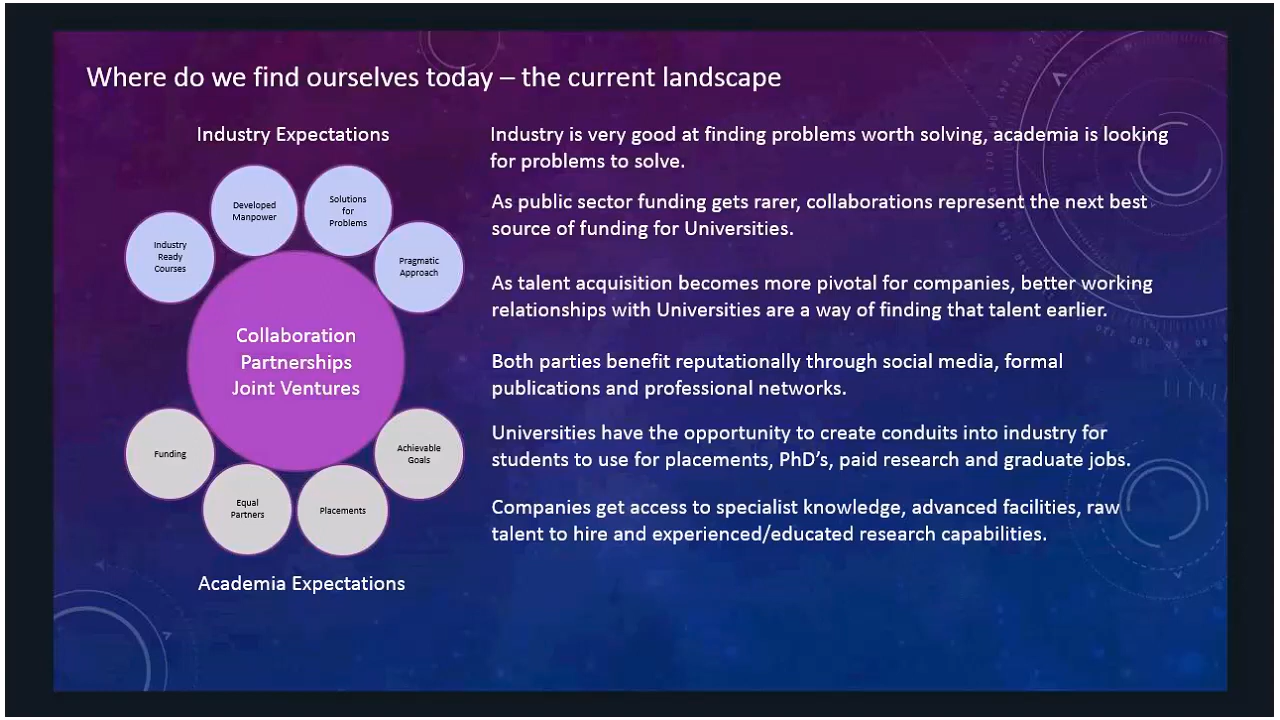 Where do we find ourselves today – the current landscape
Industry Expectations
Developed
Manpower
Solutions
for
Problems
Industry
Ready
Courses
Pragmatic
Approach
Collaboration
Partnerships
Joint Ventures
Funding
Achievable
Goals
Equal
Partners
Placements
Academia Expectations
Industry is very good at finding problems worth solving, academia is looking
for problems to solve.
As public sector funding gets rarer, collaborations represent the next best
source of funding for Universities.
As talent acquisition becomes more pivotal for companies, better working
relationships with Universities are a way of finding that talent earlier.
Both parties benefit reputationally through social media, formal
publications and professional networks.
Universities have the opportunity to create conduits into industry for
students to use for placements, PhD’s, paid research and graduate jobs.
Companies get access to specialist knowledge, advanced facilities, raw
talent to hire and experienced/educated research capabilities.